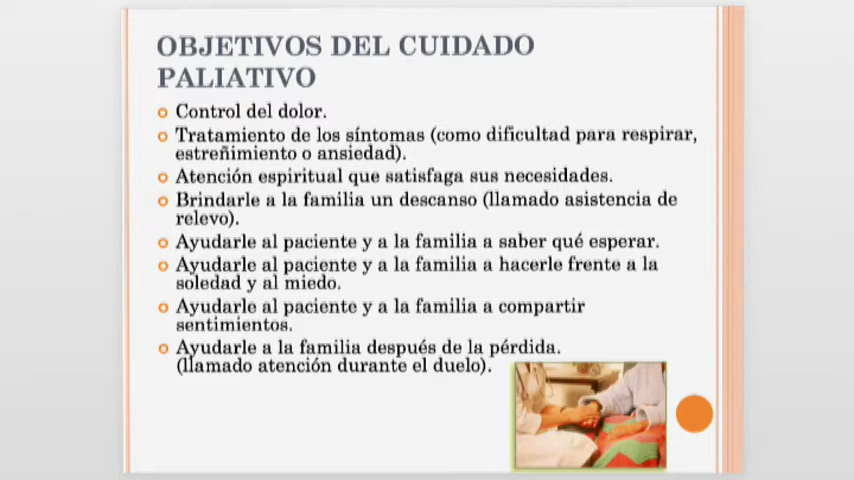 OBJETIVOS DEL CUIDADO
PALIATIVO
Control del dolor.
Tratamiento de los síntomas (como dificultad para respirar,
estreñimiento o ansiedad).
Atención espiritual que satisfaga sus necesidades.
Brindarle a la familia un descanso (llamado asistencia de
relevo).
Ayudarle al paciente y a la familia a saber qué esperar.
Ayudarle al paciente y a la familia a hacerle frente a la
soledad y al miedo.
Ayudarle al paciente y a la familia a compartir
sentimientos.
Ayudarle a la familia después de la pérdida.
(llamado atención durante el duelo).